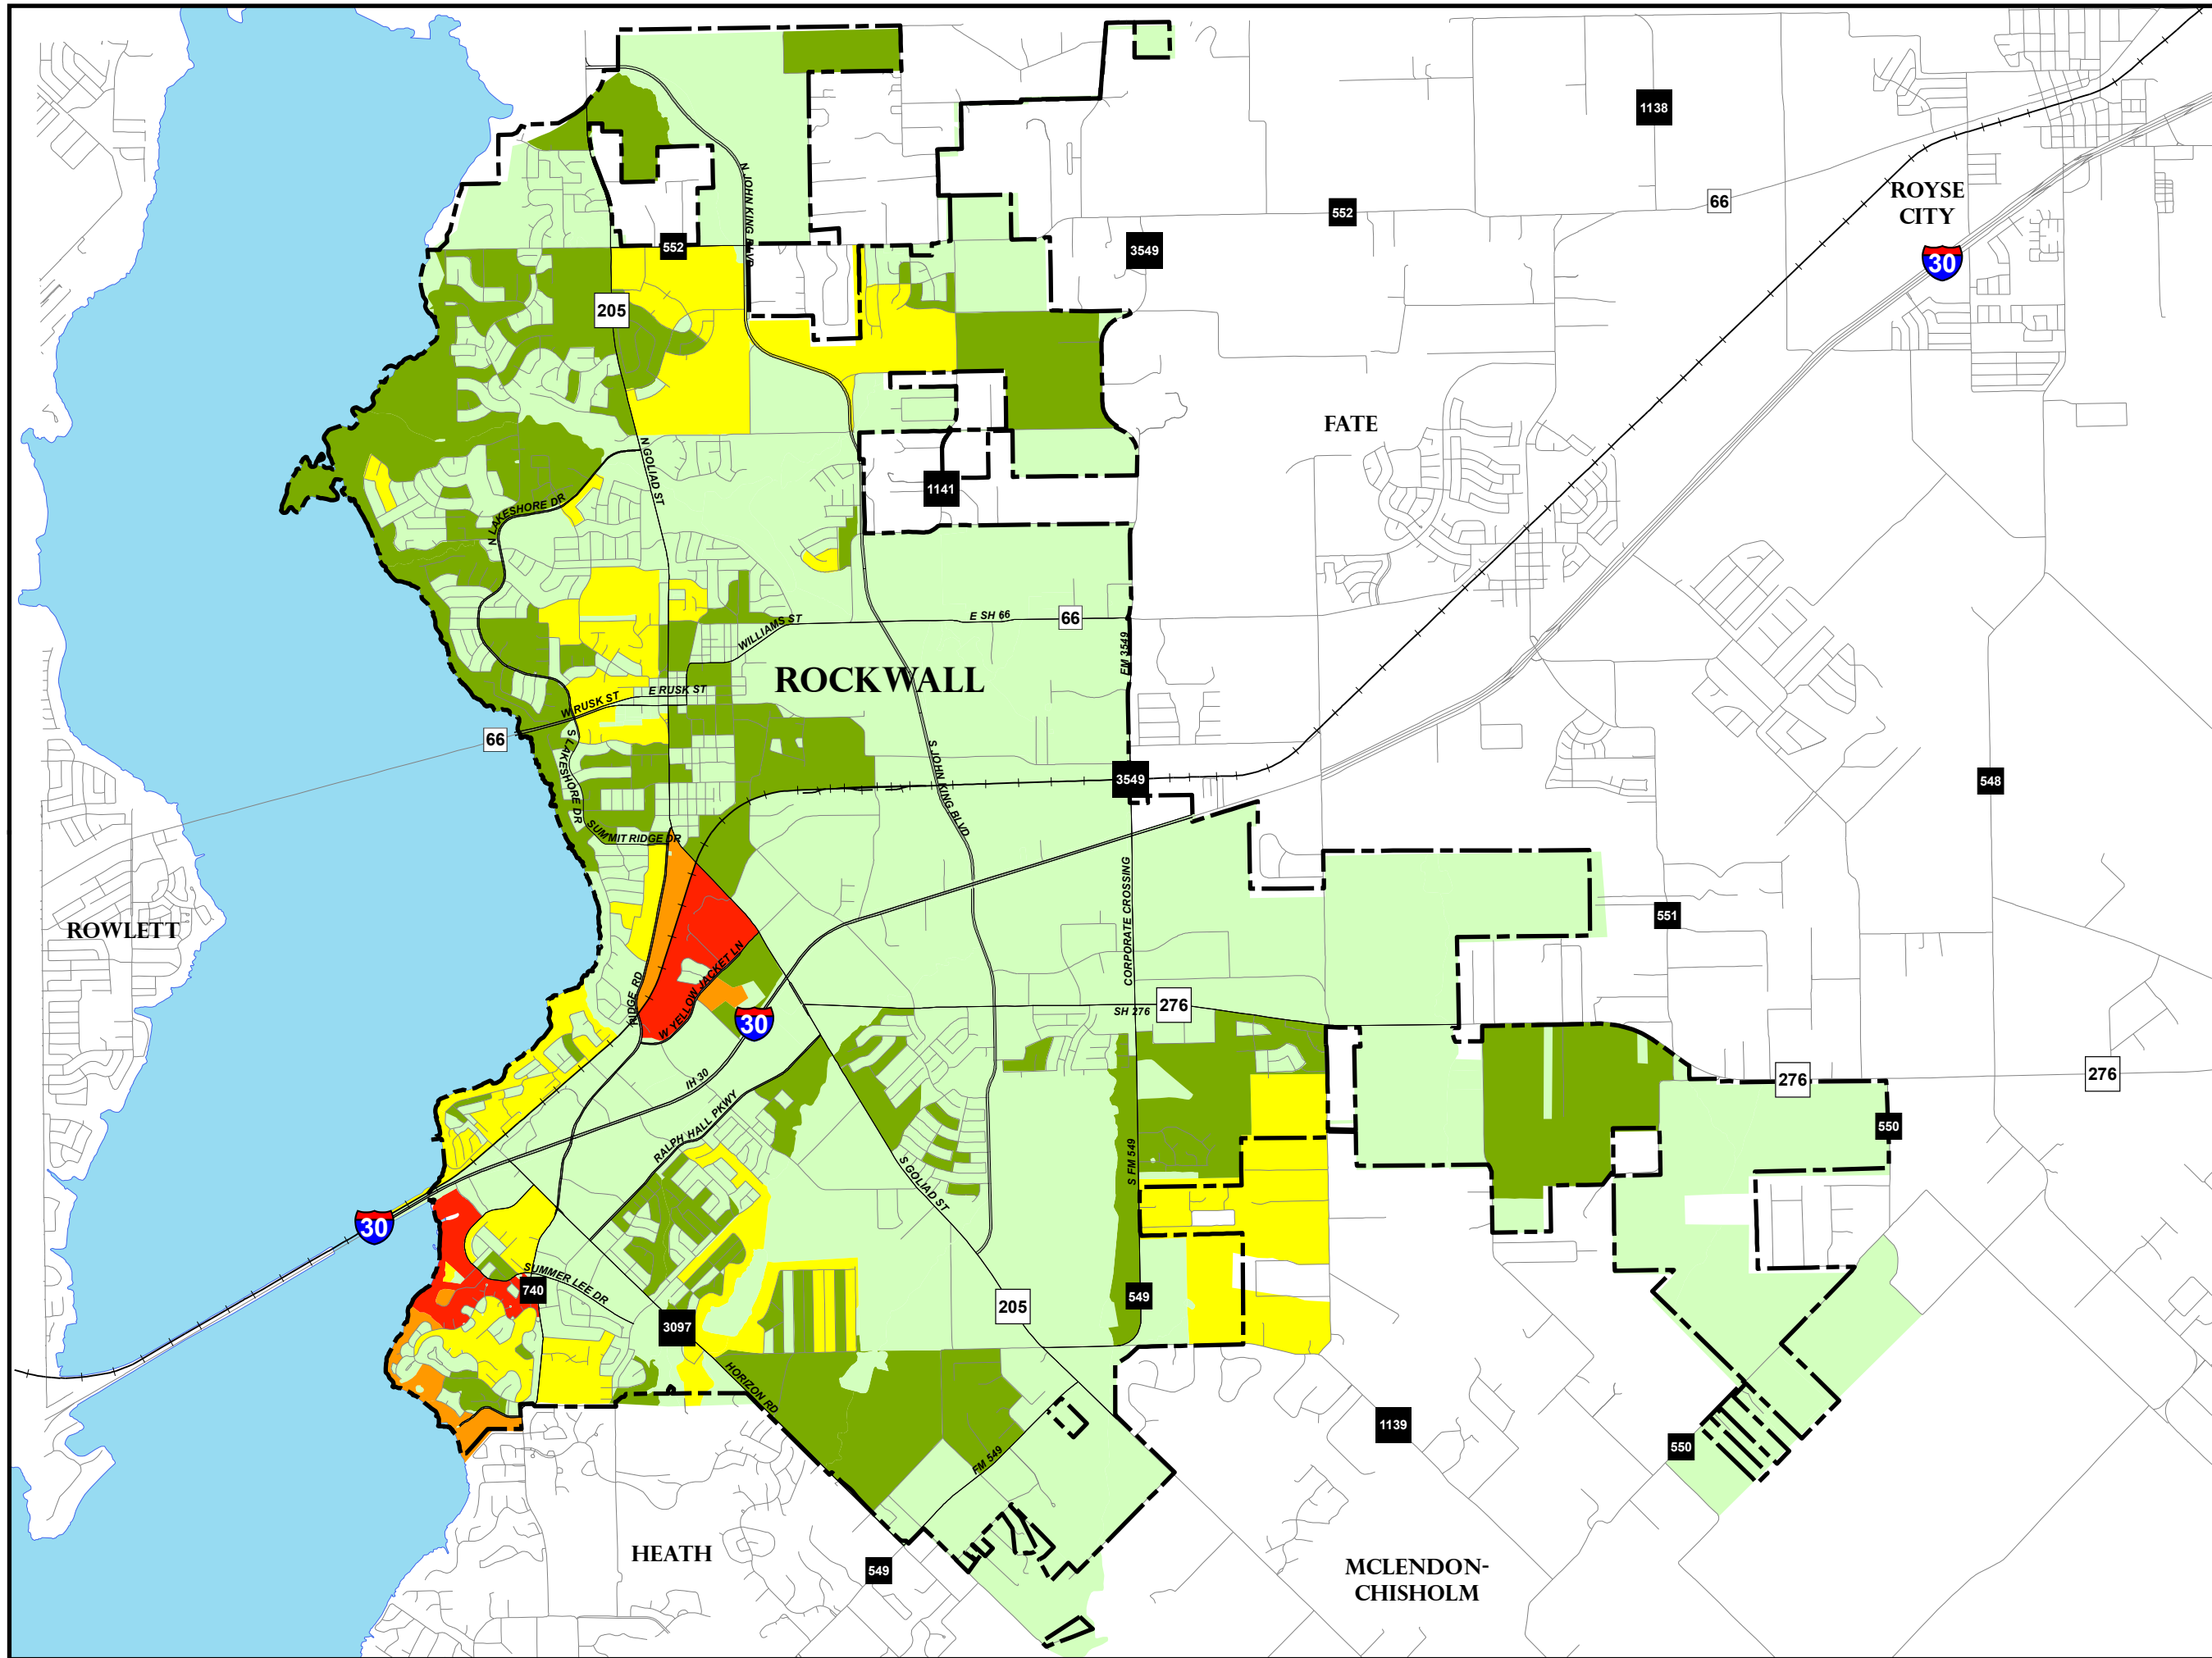 1138
ROYSE
CITY
66
552
30
N JOHN KING BLVD
552
3549
205
FATE
N GOLIAD ST
1141
N LAKESHORE DR
E SH 66
66
WILLIAMS ST
FM 3549
ROCKWALL
E RUSK ST
W RUSK ST
66
S LAKESHORE DR
S JOHN KING BLVD
3549
548
SUMMIT RIDGE DR
CORPORATE CROSSING
551
ROWLETT
W YELLOW JACKET LN
RIDGE RD
30
SH 276
276
276
276
IH 30
RALPH HALL PKWY
550
S GOLIAD ST
S FM 549
30
SUMMER LEE DR
740
549
205
3097
HORIZON RD
1139
550
FM 549
HEATH
549
MCLENDON-
CHISHOLM